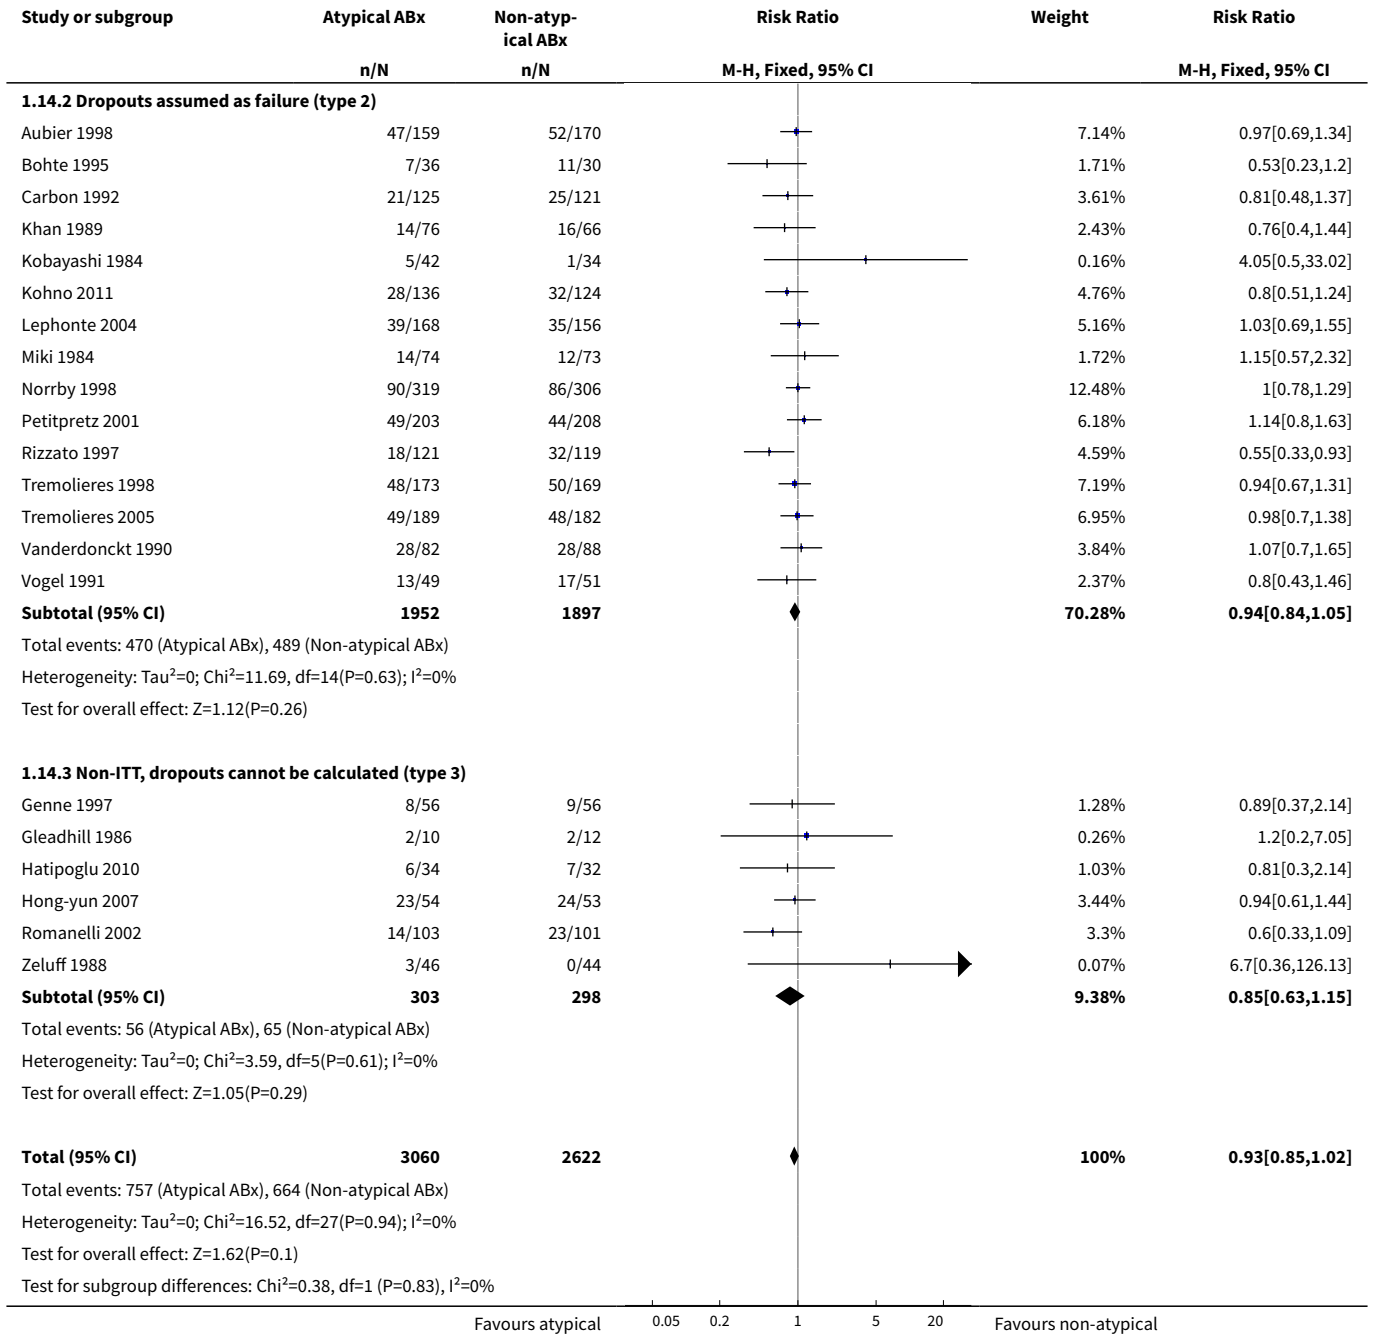 Study or subgroup Atypical ABx Non-atyp- Risk Ratio Weight Risk Ratio
ical ABx
n/N n/N M-H, Fixed, 95% CI M-H, Fixed, 95% CI
1.14.2 Dropouts assumed as failure (type 2)
Aubier 1998 47/159 52/170 7.14% 0.97[0.69,1.34]
Bohte 1995 7/36 11/30 1.71% 0.53[0.23,1.2]
Carbon 1992 21/125 25/121 3.61% 0.81[0.48,1.37]
Khan 1989 14/76 16/66 2.43% 0.76[0.4,1.44]
Kobayashi 1984 5/42 1/34 0.16% 4.05[0.5,33.02]
Kohno 2011 28/136 32/124 4.76% 0.8[0.51,1.24]
Lephonte 2004 39/168 35/156 5.16% 1.03[0.69,1.55]
Miki 1984 14/74 12/73 1.72% 1.15[0.57,2.32]
Norrby 1998 90/319 86/306 12.48% 1[0.78,1.29]
Petitpretz 2001 49/203 44/208 6.18% 1.14[0.8,1.63]
Rizzato 1997 18/121 32/119 4.59% 0.55[0.33,0.93]
Tremolieres 1998 48/173 50/169 7.19% 0.94[0.67,1.31]
Tremolieres 2005 49/189 48/182 6.95% 0.98[0.7,1.38]
Vanderdonckt 1990 28/82 28/88 3.84% 1.07[0.7,1.65]
Vogel 1991 13/49 17/51 2.37% 0.8[0.43,1.46]
Subtotal (95% CI) 1952 1897 70.28% 0.94[0.84,1.05]
Total events: 470 (Atypical ABx), 489 (Non-atypical ABx)
Heterogeneity: Tau²=0; Chi²=11.69, df=14(P=0.63); I²=0%
Test for overall effect: Z=1.12(P=0.26)
1.14.3 Non-ITT, dropouts cannot be calculated (type 3)
Genne 1997 8/56 9/56 1.28% 0.89[0.37,2.14]
Gleadhill 1986 2/10 2/12 0.26% 1.2[0.2,7.05]
Hatipoglu 2010 6/34 7/32 1.03% 0.81[0.3,2.14]
Hong-yun 2007 23/54 24/53 3.44% 0.94[0.61,1.44]
Romanelli 2002 14/103 23/101 3.3% 0.6[0.33,1.09]
Zeluff 1988 3/46 0/44 0.07% 6.7[0.36,126.13]
Subtotal (95% CI) 303 298 9.38% 0.85[0.63,1.15]
Total events: 56 (Atypical ABx), 65 (Non-atypical ABx)
Heterogeneity: Tau²=0; Chi²=3.59, df=5(P=0.61); I²=0%
Test for overall effect: Z=1.05(P=0.29)
Total (95% CI) 3060 2622 100% 0.93[0.85,1.02]
Total events: 757 (Atypical ABx), 664 (Non-atypical ABx)
Heterogeneity: Tau²=0; Chi²=16.52, df=27(P=0.94); I²=0%
Test for overall effect: Z=1.62(P=0.1)
Test for subgroup differences: Chi²=0.38, df=1 (P=0.83), I²=0%
Favours atypical 0.05 0.2 1 5 20 Favours non-atypical